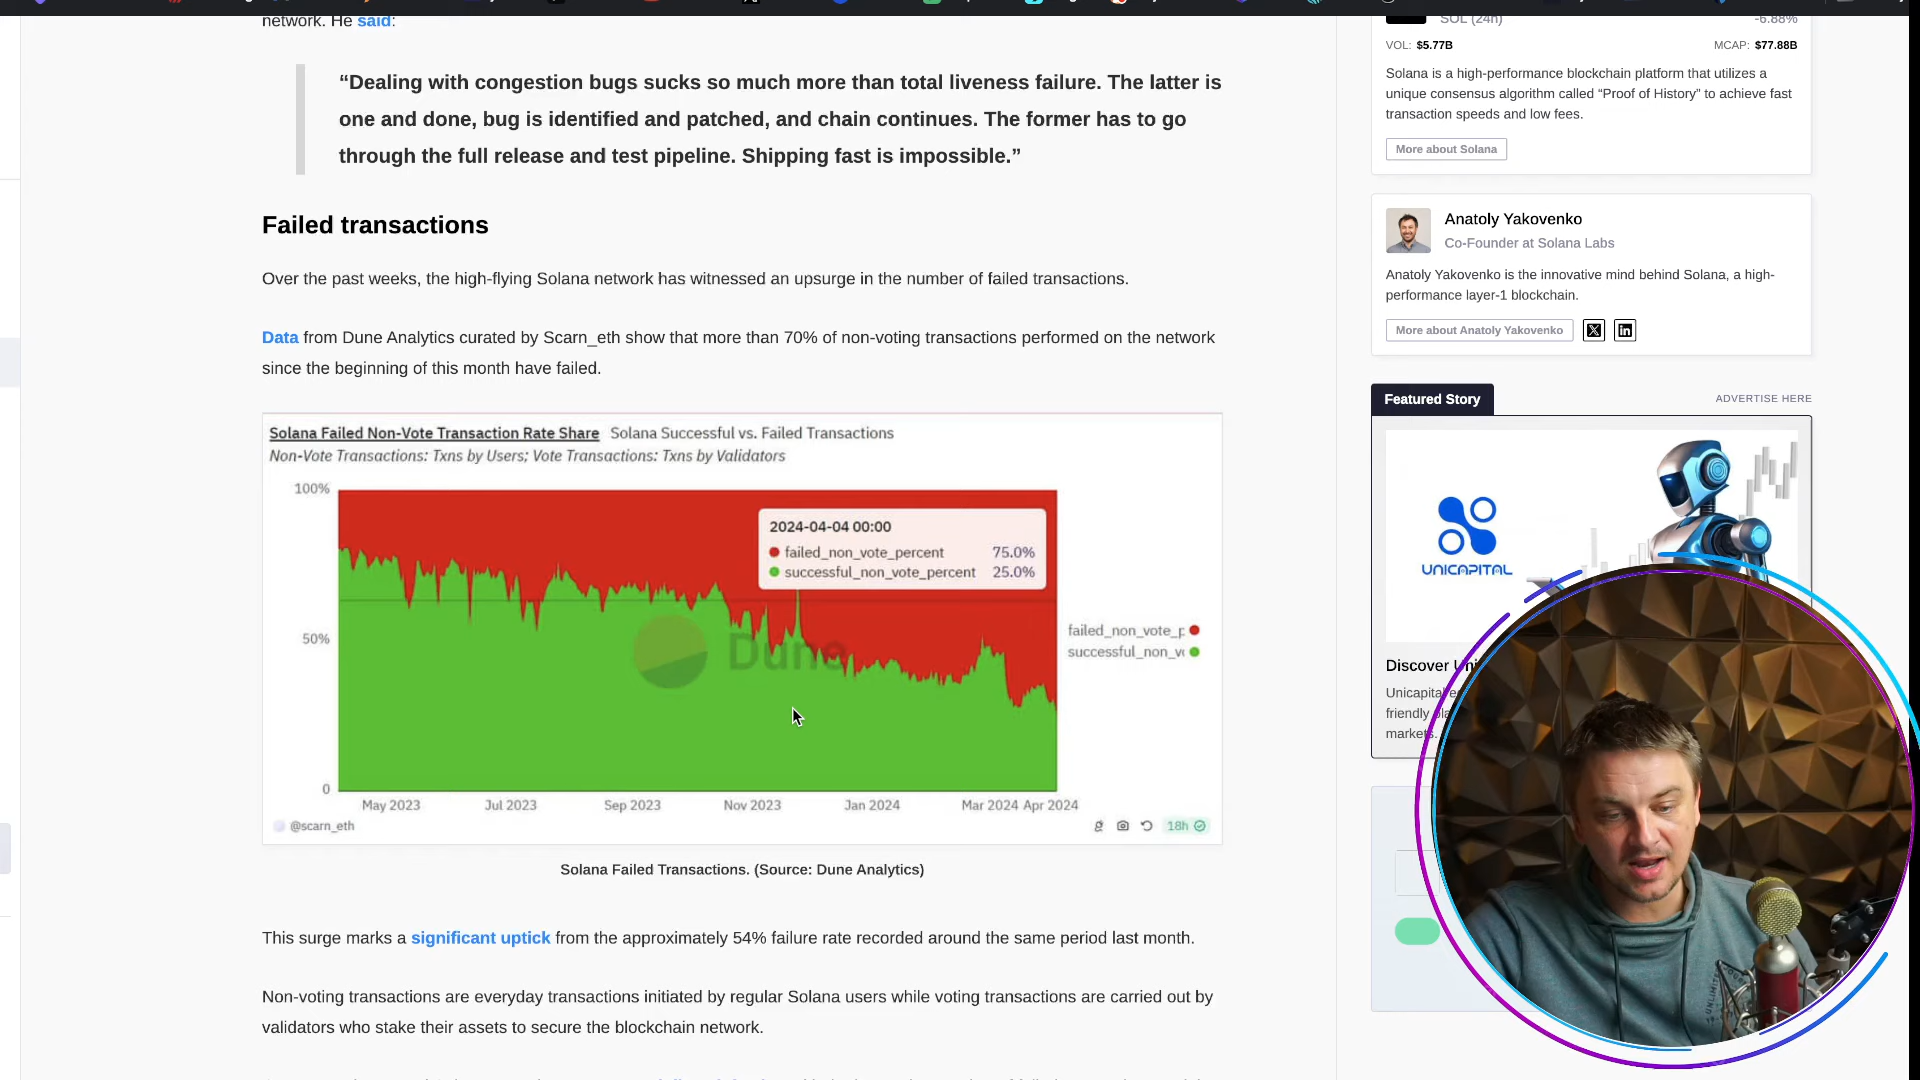 network. He said:
“Dealing with congestion bugs sucks so much more than total liveness failure. The latter is
one and done, bug is identified and patched, and chain continues. The former has to go
through the full release and test pipeline. Shipping fast is impossible.”
Failed transactions
Over the past weeks, the high-flying Solana network has witnessed an upsurge in the number of failed transactions.
Data from Dune Analytics curated by Scarn_eth show that more than 70% of non-voting transactions performed on the network
since the beginning of this month have failed.
Solana Failed Non-Vote Transaction Rate Share Solana Successful vs. Failed Transactions
Non-Vote Transactions: Txns by Users; Vote Transactions: Txns by Validators
100%
50%
0
2024-04-04 00:00
failed_non_vote_percent 75.0%
successful_non_vote_percent 25.0%
Dune
failed_non_vote_p
successful_non_v
May 2023 Jul 2023 Sep 2023 Nov 2023 Jan 2024 Mar 2024 Apr 2024
@scarn_eth
18h
Solana Failed Transactions. (Source: Dune Analytics)
This surge marks a significant uptick from the approximately 54% failure rate recorded around the same period last month.
Non-voting transactions are everyday transactions initiated by regular Solana users while voting transactions are carried out by
validators who stake their assets to secure the blockchain network.
SOL (24h) -6.88%
VOL: $5.77B MCAP: $77.88B
Solana is a high-performance blockchain platform that utilizes a
unique consensus algorithm called “Proof of History” to achieve fast
transaction speeds and low fees.
More about Solana
Anatoly Yakovenko
Co-Founder at Solana Labs
Anatoly Yakovenko is the innovative mind behind Solana, a high-
performance layer-1 blockchain.
More about Anatoly Yakovenko
Featured Story
ADVERTISE HERE
UNICAPITAL
Discover Uni
Unicapital
friendly
markets.